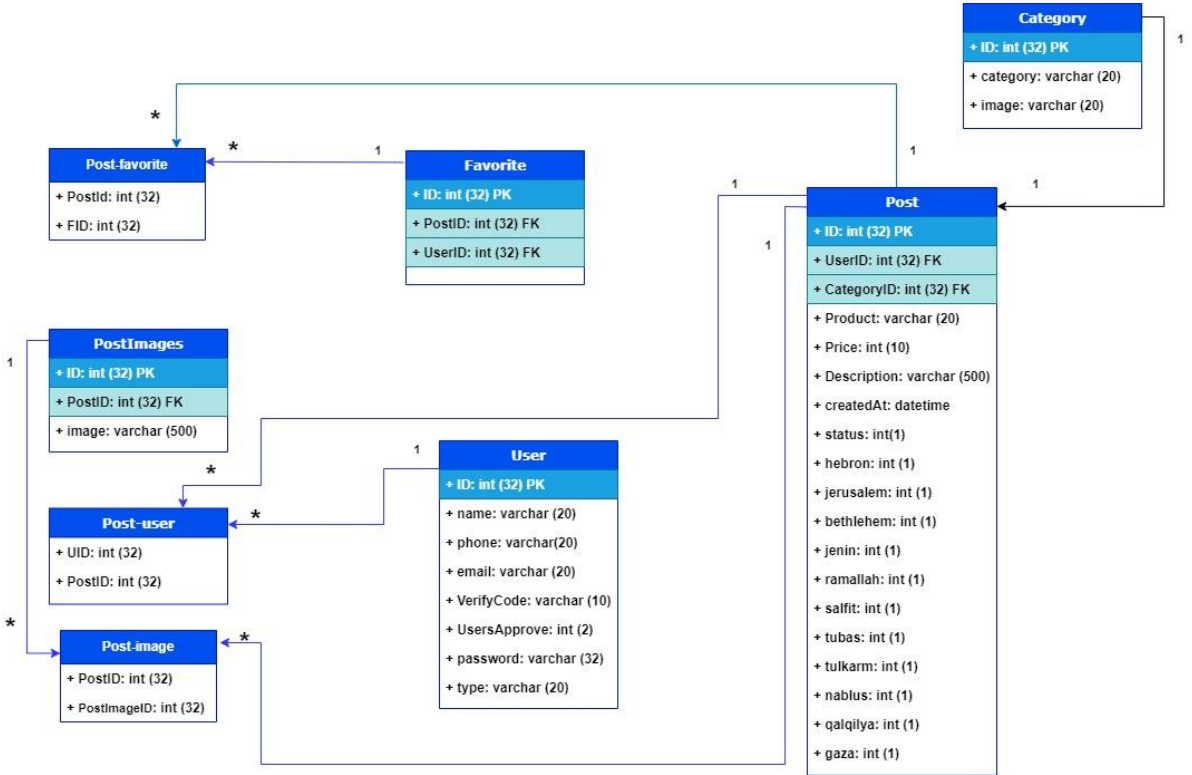 Category
+ ID: int (32) PK
+ category: varchar (20)
+ image: varchar (20)
1
*
*
1
1
1
1
1
Post-favorite
+ PostId: int (32)
+ FID: int (32)
Favorite
+ ID: int (32) PK
+ PostID: int (32) FK
+ UserID: int (32) FK
Post
+ ID: int (32) PK
+ UserID: int (32) FK
+ CategoryID: int (32) FK
+ Product: varchar (20)
+ Price: int (10)
+ Description: varchar (500)
+ createdAt: datetime
+ status: int(1)
+ hebron: int (1)
+ jerusalem: int (1)
+ bethlehem: int (1)
+ jenin: int (1)
+ ramallah: int (1)
+ salfit: int (1)
+ tubas: int (1)
+ tulkarm: int (1)
+ nablus: int (1)
+ qalqilya: int (1)
+ gaza: int (1)
1
PostImages
+ ID: int (32) PK
+ PostID: int (32) FK
+ image: varchar (500)
*
1
User
+ ID: int (32) PK
+ name: varchar (20)
+ phone: varchar(20)
+ email: varchar (20)
+ VerifyCode: varchar (10)
+ UsersApprove: int (2)
+ password: varchar (32)
+ type: varchar (20)
*
Post-user
+ UID: int (32)
+ PostID: int (32)
*
*
Post-image
+ PostID: int (32)
+ PostImageID: int (32)